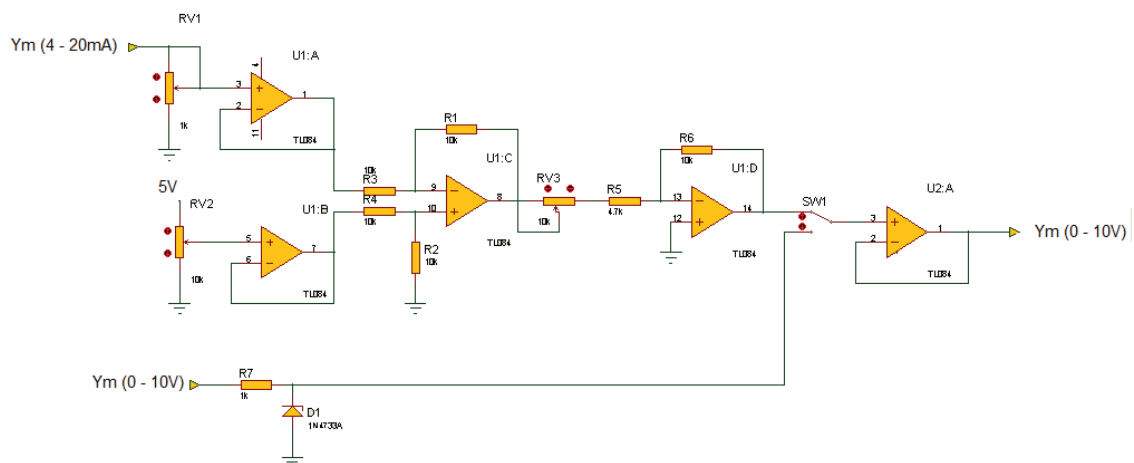 RV1
Ym (4 - 20mA)
U1:A
4
3
2
1
11
1k
TL084
R1
10k
5V
RV2
10k
R3
R4
10k
U1:B
5
6
7
10k
TL084
R2
10k
U1:C
9
10
8
TL084
RV3
10k
R5
4.7k
R6
10k
U1:D
13
12
14
TL084
SW1
U2:A
3
2
1
TL084
Ym (0 - 10V)
Ym (0 - 10V)
R7
1k
D1
1N4733A